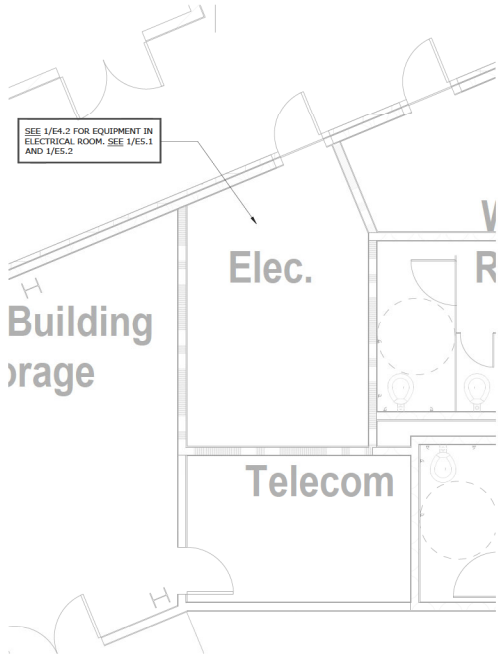 SEE 1/E4.2 FOR EQUIPMENT IN
ELECTRICAL ROOM. SEE 1/E5.1
AND 1/E5.2
Elec.
Building
orage
Telecom
W
R